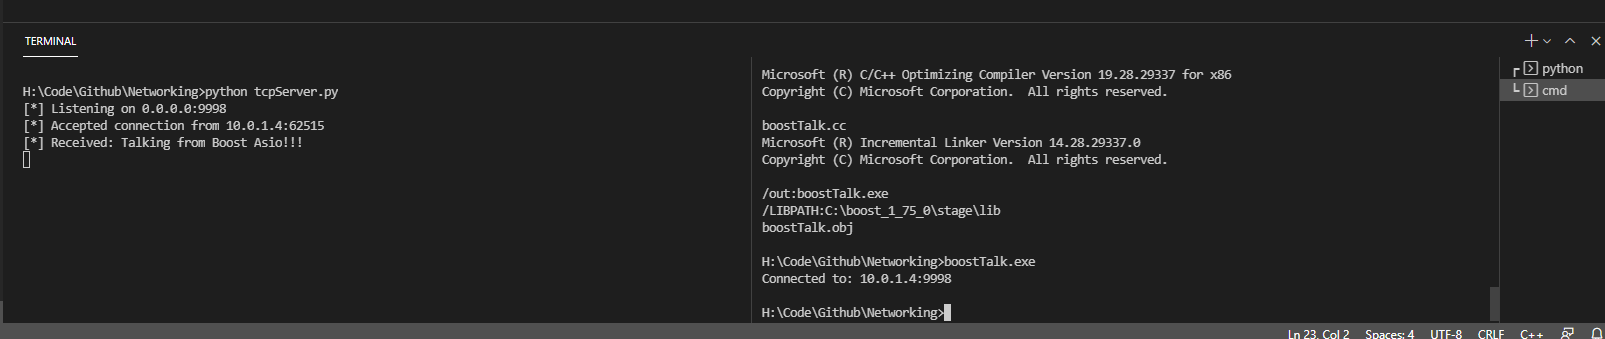 TERMINAL
H:\Code\Github\Networking>python tcpServer.py
[*] Listening on 0.0.0.0:9998
[*] Accepted connection from 10.0.1.4:62515
[*] Received: Talking from Boost Asio!!!
Microsoft (R) C/C++ Optimizing Compiler Version 19.28.29337 for x86
Copyright (C) Microsoft Corporation.  All rights reserved.
boostTalk.cc
Microsoft (R) Incremental Linker Version 14.28.29337.0
Copyright (C) Microsoft Corporation.  All rights reserved.
/out:boostTalk.exe
/LIBPATH:C:\boost_1_75_0\stage\lib
boostTalk.obj
H:\Code\Github\Networking>boostTalk.exe
Connected to: 10.0.1.4:9998
H:\Code\Github\Networking>
python
cmd
Ln 23, Col 2 Spaces: 4 UTF-8 CRLF C++